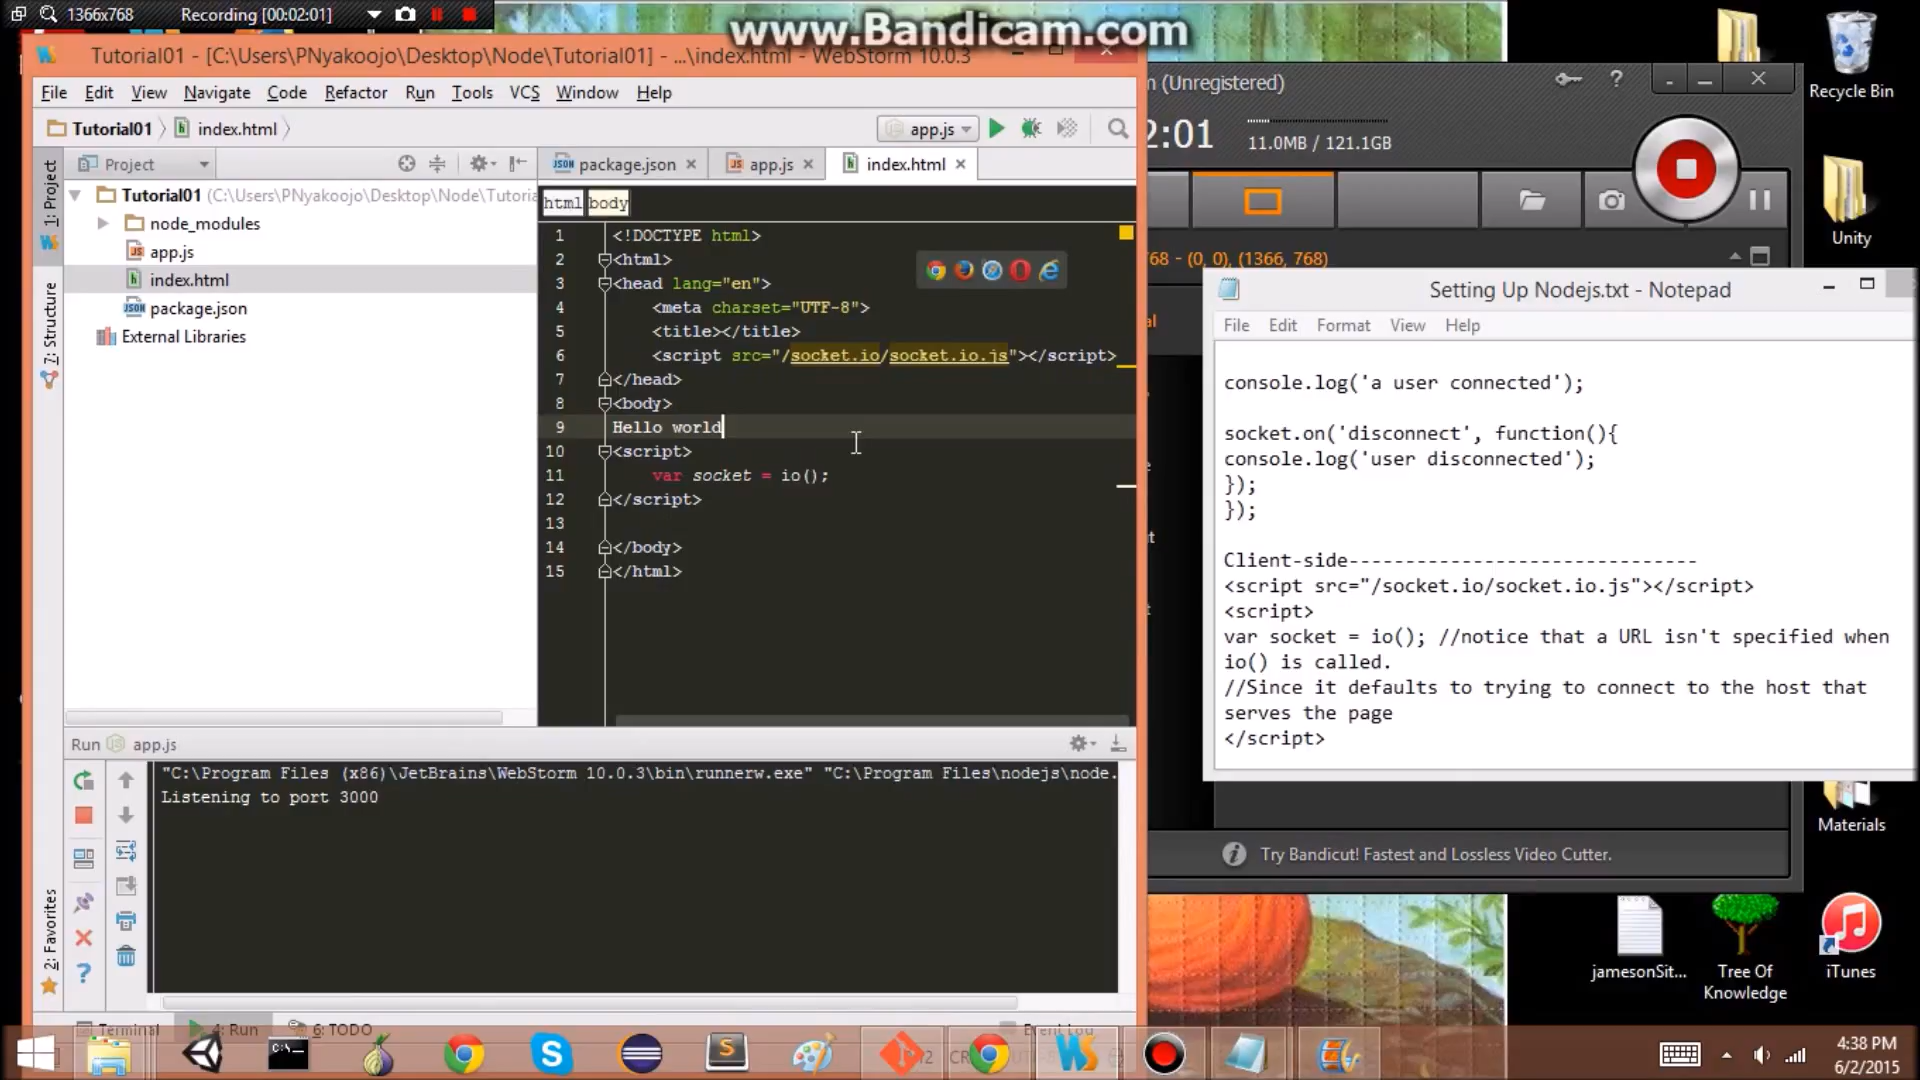 1366x768
Recording [00:02:01]
www.Bandicam.com
Tutorial01 - [C:\Users\PNyakoojo\Desktop\Node\Tutorial01] - ...\index.html - WebStorm 10.0.3
File Edit View Navigate Code Refactor Run Tools VCS Window Help
Tutorial01 index.html
app.js
Project
package.json
app.js
index.html
1: Project
7: Structure
2: Favorites
Tutorial01 (C:\Users\PNyakoojo\Desktop\Node\Tutoria
node_modules
app.js
index.html
package.json
External Libraries
html body
1 <!DOCTYPE html>
2 <html>
3 <head lang="en">
4 <meta charset="UTF-8">
5 <title></title>
6 <script src="/socket.io/socket.io.js"></script>
7 </head>
8 <body>
9 Hello world
10 <script>
11 var socket = io();
12 </script>
13
14 </body>
15 </html>
Run app.js
"C:\Program Files (x86)\JetBrains\WebStorm 10.0.3\bin\runnerw.exe" "C:\Program Files\nodejs\node.
Listening to port 3000
Terminal 4: Run 6: TODO
Event Log
m (Unregistered)
2:01
11.0MB / 121.1GB
68 - (0, 0), (1366, 768)
Setting Up Nodejs.txt - Notepad
File Edit Format View Help
console.log('a user connected');
socket.on('disconnect', function(){
console.log('user disconnected');
});
});
Client-side-------------------------------
<script src="/socket.io/socket.io.js"></script>
<script>
var socket = io(); //notice that a URL isn't specified when
io() is called.
//Since it defaults to trying to connect to the host that
serves the page
</script>
Try Bandicut! Fastest and Lossless Video Cutter.
Recycle Bin
Unity
Materials
jamesonSit...
Tree Of
Knowledge
iTunes
4:38 PM
6/2/2015